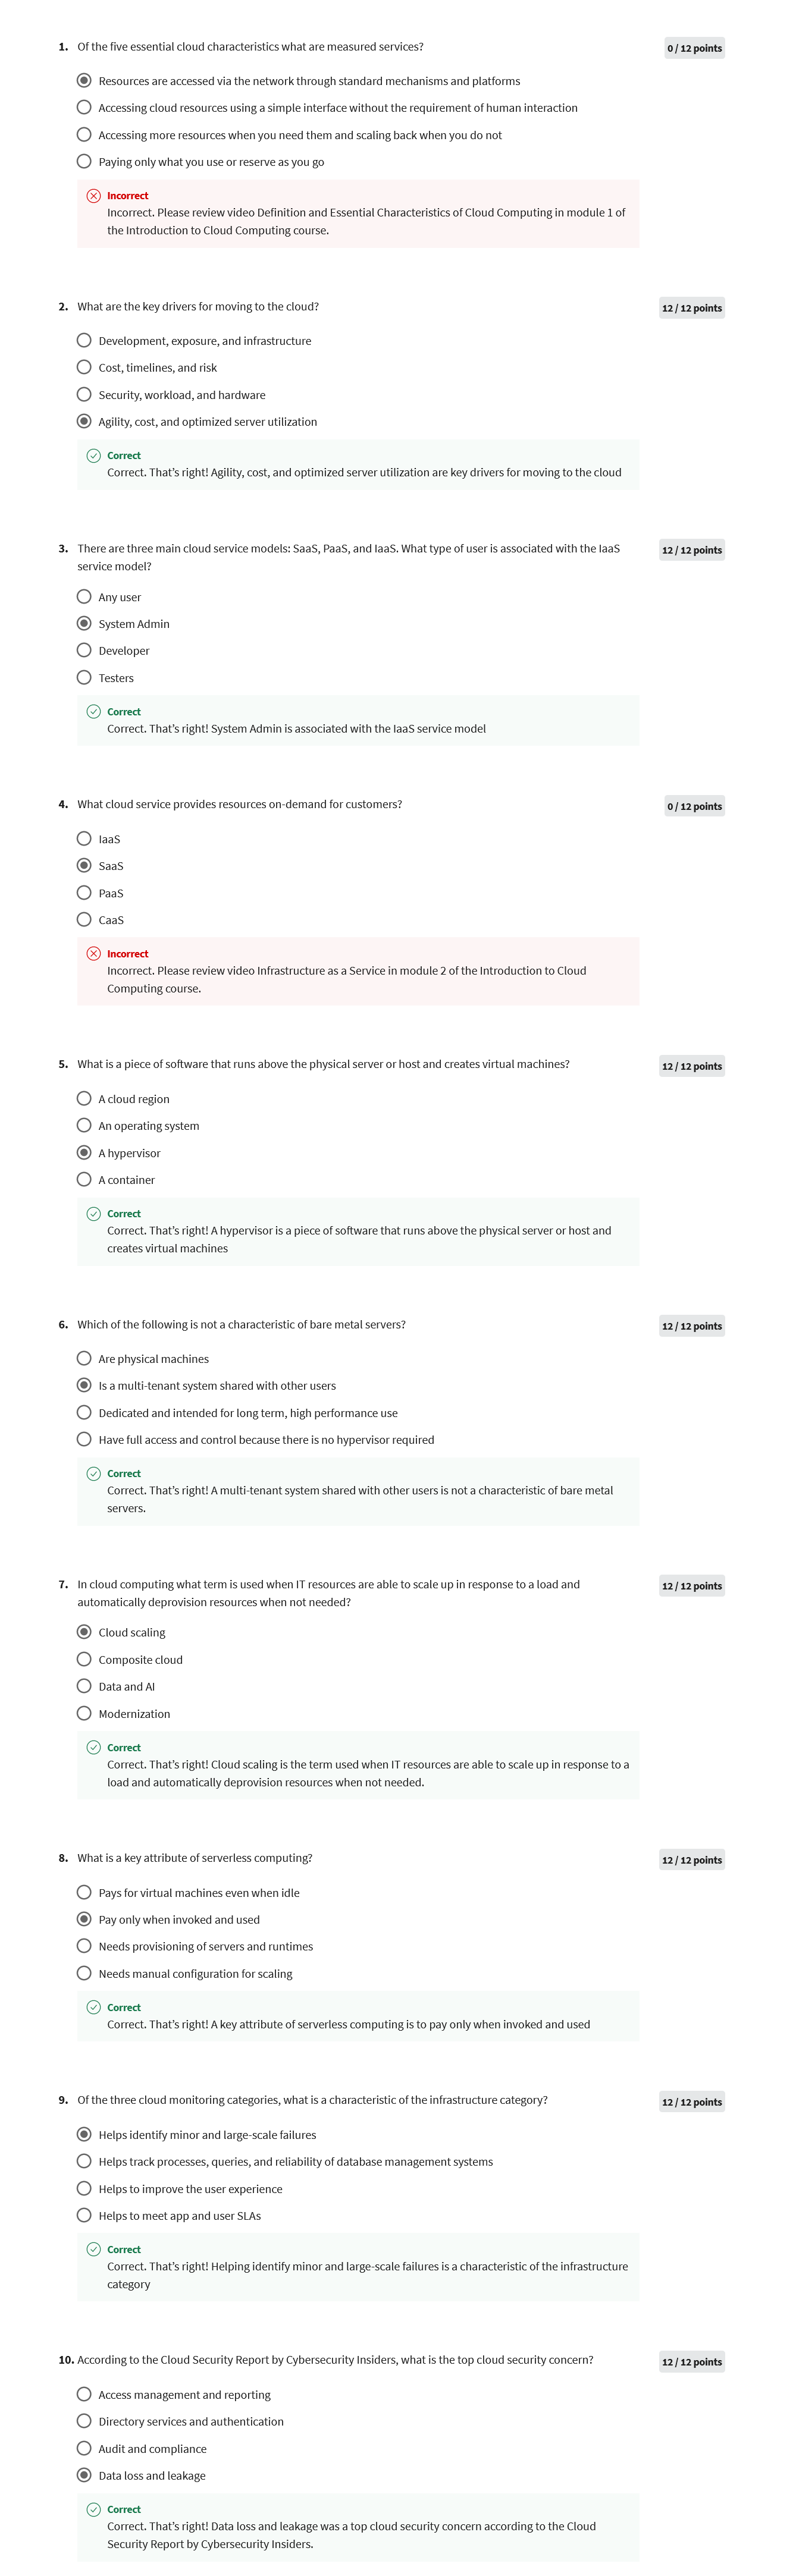 1. Of the five essential cloud characteristics what are measured services?
0 / 12 points
Resources are accessed via the network through standard mechanisms and platforms
Accessing cloud resources using a simple interface without the requirement of human interaction
Accessing more resources when you need them and scaling back when you do not
Paying only what you use or reserve as you go
Incorrect
Incorrect. Please review video Definition and Essential Characteristics of Cloud Computing in module 1 of
the Introduction to Cloud Computing course.
2. What are the key drivers for moving to the cloud?
12 / 12 points
Development, exposure, and infrastructure
Cost, timelines, and risk
Security, workload, and hardware
Agility, cost, and optimized server utilization
Correct
Correct. That's right! Agility, cost, and optimized server utilization are key drivers for moving to the cloud
3. There are three main cloud service models: SaaS, PaaS, and IaaS. What type of user is associated with the IaaS
service model?
12 / 12 points
Any user
System Admin
Developer
Testers
Correct
Correct. That's right! System Admin is associated with the IaaS service model
4. What cloud service provides resources on-demand for customers?
0 / 12 points
IaaS
SaaS
PaaS
CaaS
Incorrect
Incorrect. Please review video Infrastructure as a Service in module 2 of the Introduction to Cloud
Computing course.
5. What is a piece of software that runs above the physical server or host and creates virtual machines?
12 / 12 points
A cloud region
An operating system
A hypervisor
A container
Correct
Correct. That's right! A hypervisor is a piece of software that runs above the physical server or host and
creates virtual machines
6. Which of the following is not a characteristic of bare metal servers?
12 / 12 points
Are physical machines
Is a multi-tenant system shared with other users
Dedicated and intended for long term, high performance use
Have full access and control because there is no hypervisor required
Correct
Correct. That's right! A multi-tenant system shared with other users is not a characteristic of bare metal
servers.
7. In cloud computing what term is used when IT resources are able to scale up in response to a load and
automatically deprovision resources when not needed?
12 / 12 points
Cloud scaling
Composite cloud
Data and AI
Modernization
Correct
Correct. That's right! Cloud scaling is the term used when IT resources are able to scale up in response to a
load and automatically deprovision resources when not needed.
8. What is a key attribute of serverless computing?
12 / 12 points
Pays for virtual machines even when idle
Pay only when invoked and used
Needs provisioning of servers and runtimes
Needs manual configuration for scaling
Correct
Correct. That's right! A key attribute of serverless computing is to pay only when invoked and used
9. Of the three cloud monitoring categories, what is a characteristic of the infrastructure category?
12 / 12 points
Helps identify minor and large-scale failures
Helps track processes, queries, and reliability of database management systems
Helps to improve the user experience
Helps to meet app and user SLAs
Correct
Correct. That's right! Helping identify minor and large-scale failures is a characteristic of the infrastructure
category
10. According to the Cloud Security Report by Cybersecurity Insiders, what is the top cloud security concern?
12 / 12 points
Access management and reporting
Directory services and authentication
Audit and compliance
Data loss and leakage
Correct
Correct. That's right! Data loss and leakage was a top cloud security concern according to the Cloud
Security Report by Cybersecurity Insiders.